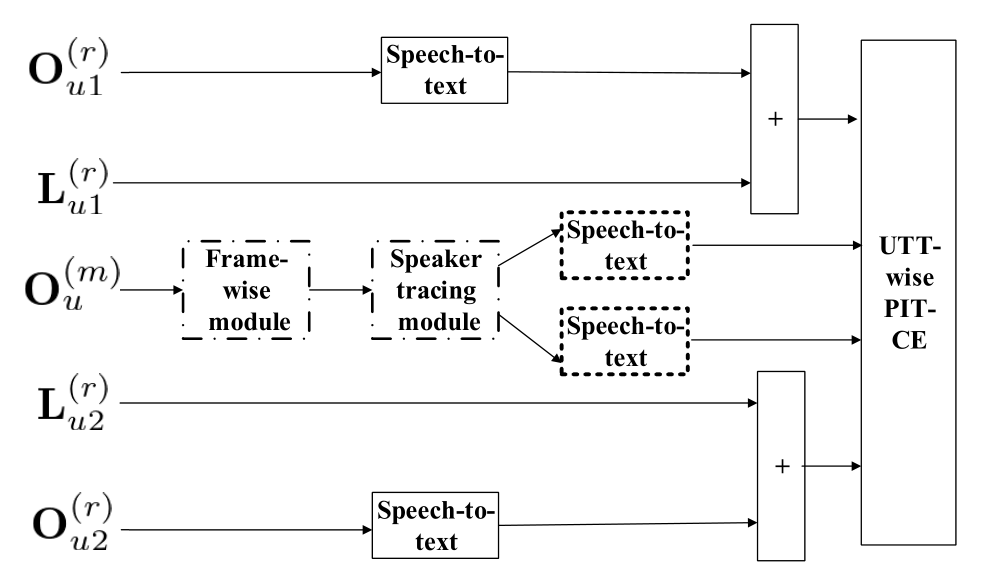 O_{u1}^{(r)}
Speech-to-
text
+
L_{u1}^{(r)}
O_u^{(m)}
Frame-
wise
module
Speaker
tracing
module
Speech-to-
text
Speech-to-
text
UTT-
wise
PIT-
CE
L_{u2}^{(r)}
+
O_{u2}^{(r)}
Speech-to-
text